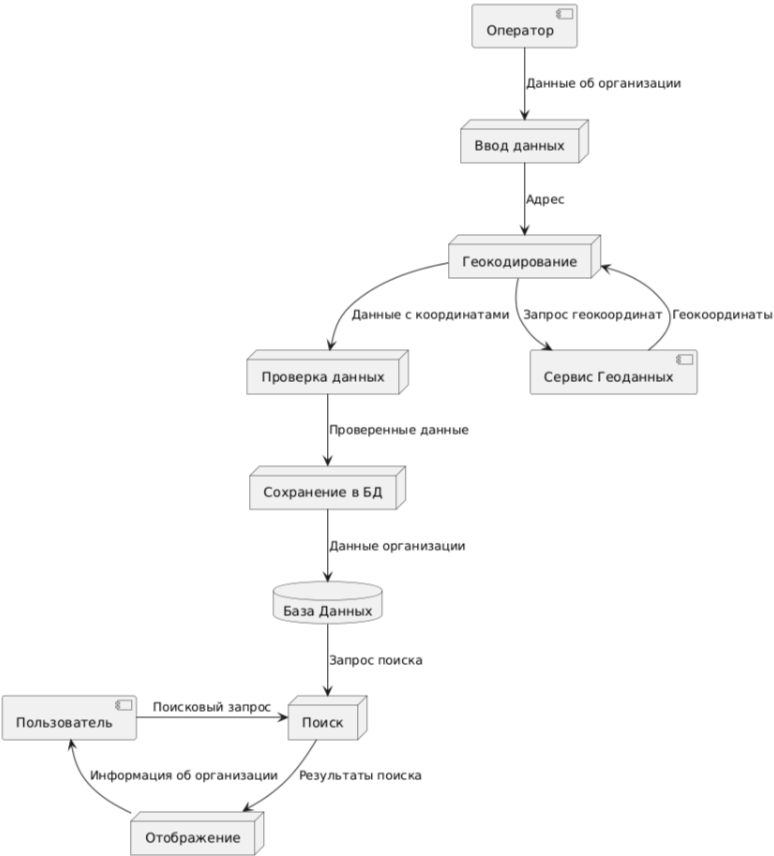 Оператор
Данные об организации
Ввод данных
Адрес
Геокодирование
Данные с координатами
Запрос геокоординат
Геокоординаты
Проверка данных
Сервис Геоданных
Проверенные данные
Сохранение в БД
Данные организации
База Данных
Запрос поиска
Пользователь
Поисковый запрос
Поиск
Информация об организации
Результаты поиска
Отображение